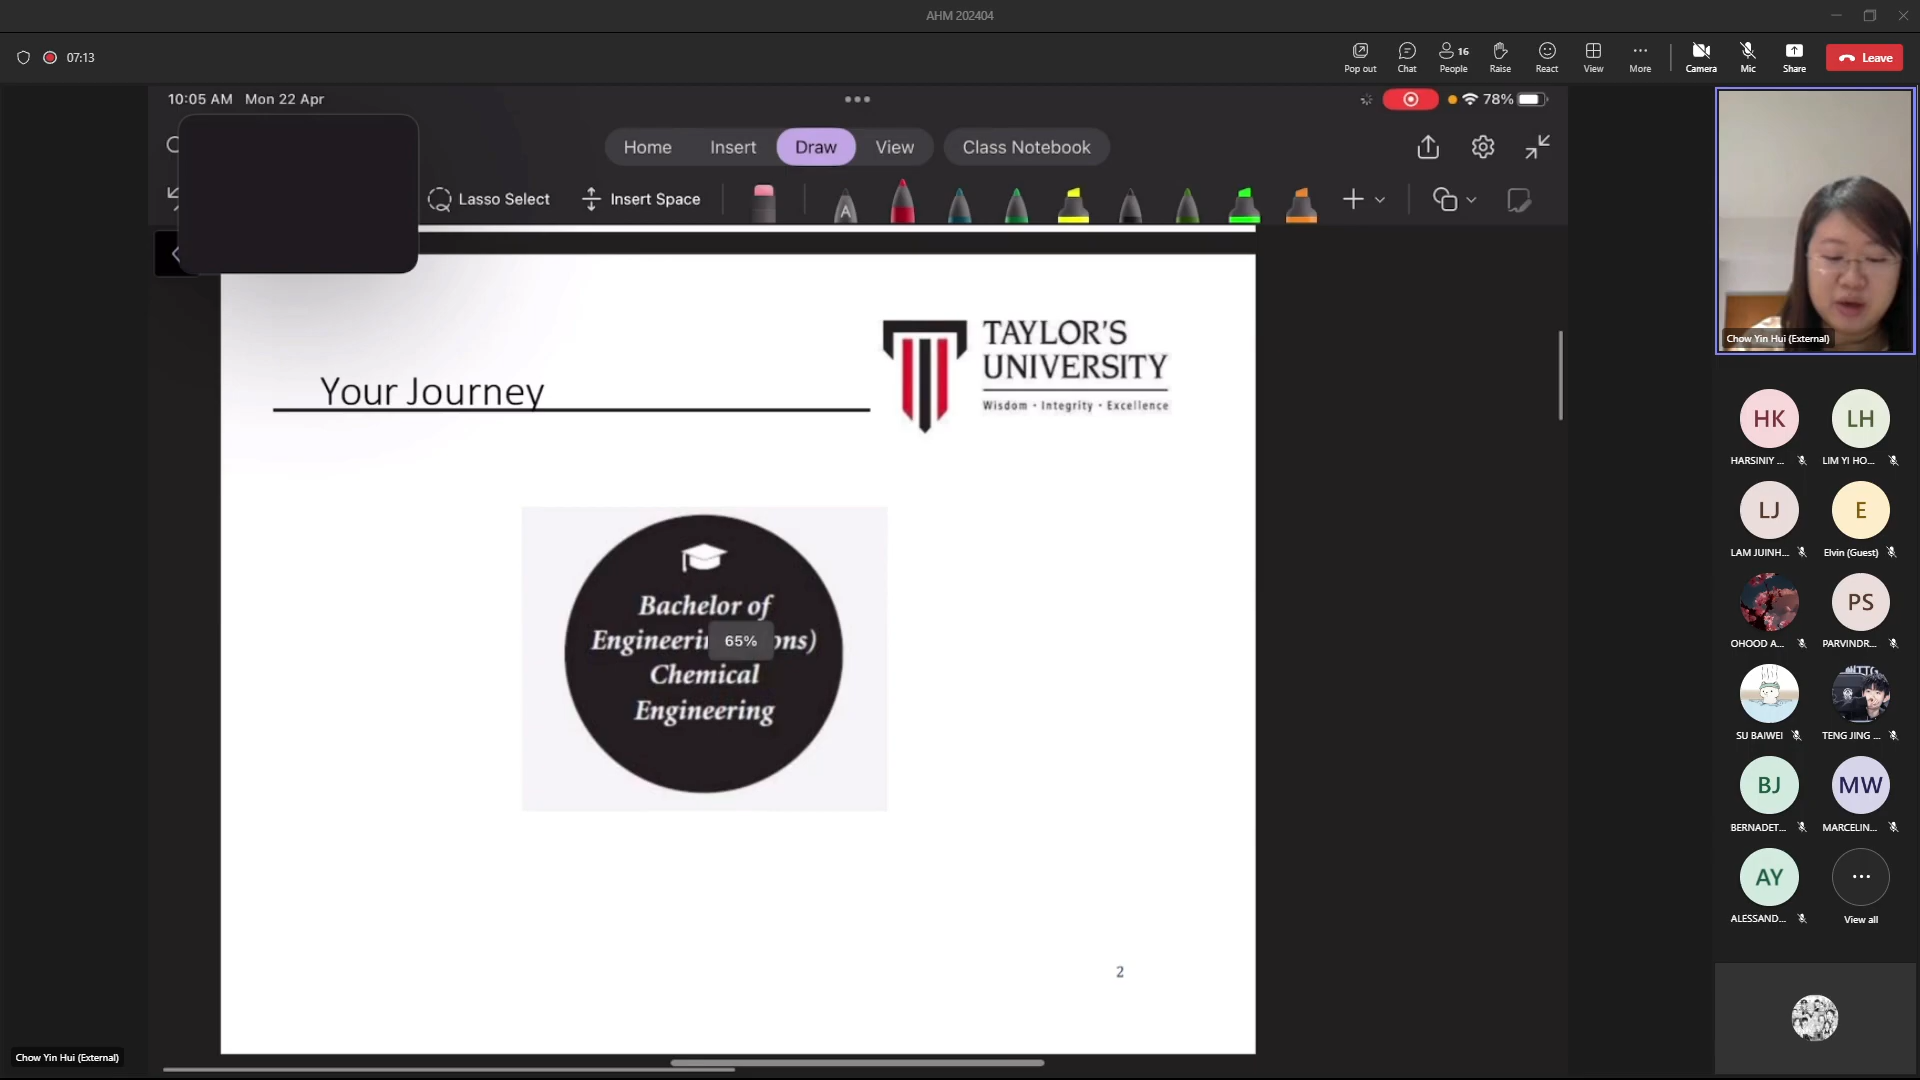 AHM 202404
07:13
Pop out
Chat
16
People
Raise
React
View
More
Camera
Mic
Share
Leave
10:05 AM Mon 22 Apr
78%
Home
Insert
Draw
View
Class Notebook
Lasso Select
Insert Space
A
Your Journey
TAYLOR'S
UNIVERSITY
Wisdom • Integrity • Excellence
Bachelor of
Engineerin ons)
65%
Chemical
Engineering
2
Chow Yin Hui (External)
Chow Yin Hui (External)
HK
LH
HARSINIY ...
LIM YI HO...
LJ
E
LAM JUINH...
Elvin (Guest)
PS
OHOOD A...
PARVINDR...
SU BAIWEI
TENG JING ...
BJ
MW
BERNADET...
MARCELIN...
AY
...
ALESSAND...
View all